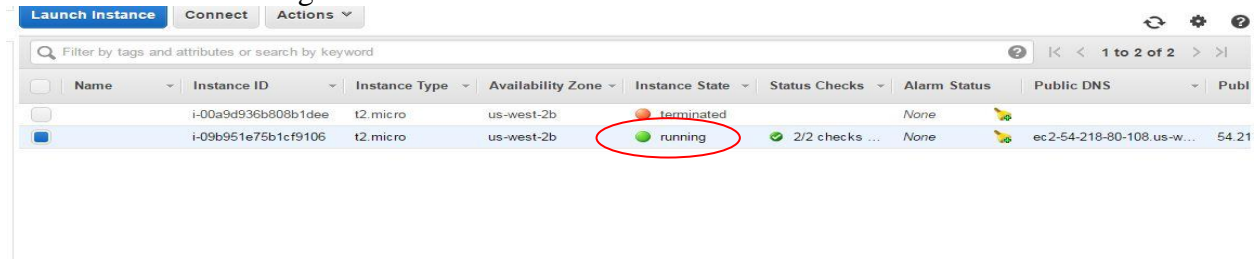 Launch Instance Connect Actions
Filter by tags and attributes or search by keyword 1 to 2 of 2
Name Instance ID Instance Type Availability Zone Instance State Status Checks Alarm Status Public DNS Publ
i-00a9d936b808b1dee t2.micro us-west-2b terminated None
i-09b951e75b1cf9106 t2.micro us-west-2b running 2/2 checks ... None ec2-54-218-80-108.us-w... 54.21